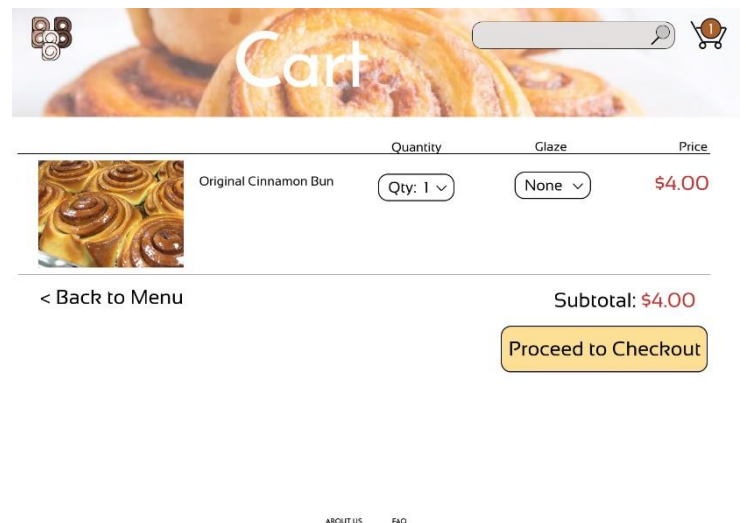 Cart
1
Quantity Glaze Price
Original Cinnamon Bun Qty: 1 None $4.00
< Back to Menu Subtotal: $4.00
Proceed to Checkout
ABOUT US FAQ